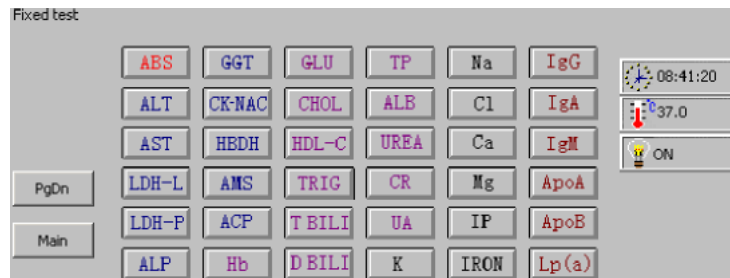 Fixed test
ABS GGT GLU TP Na IgG
08:41:20
ALT CK-NAC CHOL ALB Cl IgA
°C 37.0
AST HBDH HDL-C UREA Ca IgM
ON
PgDn LDH-L AMS TRIG CR Mg ApoA
LDH-P ACP T BILI UA IP ApoB
Main
ALP Hb D BILI K IRON Lp(a)